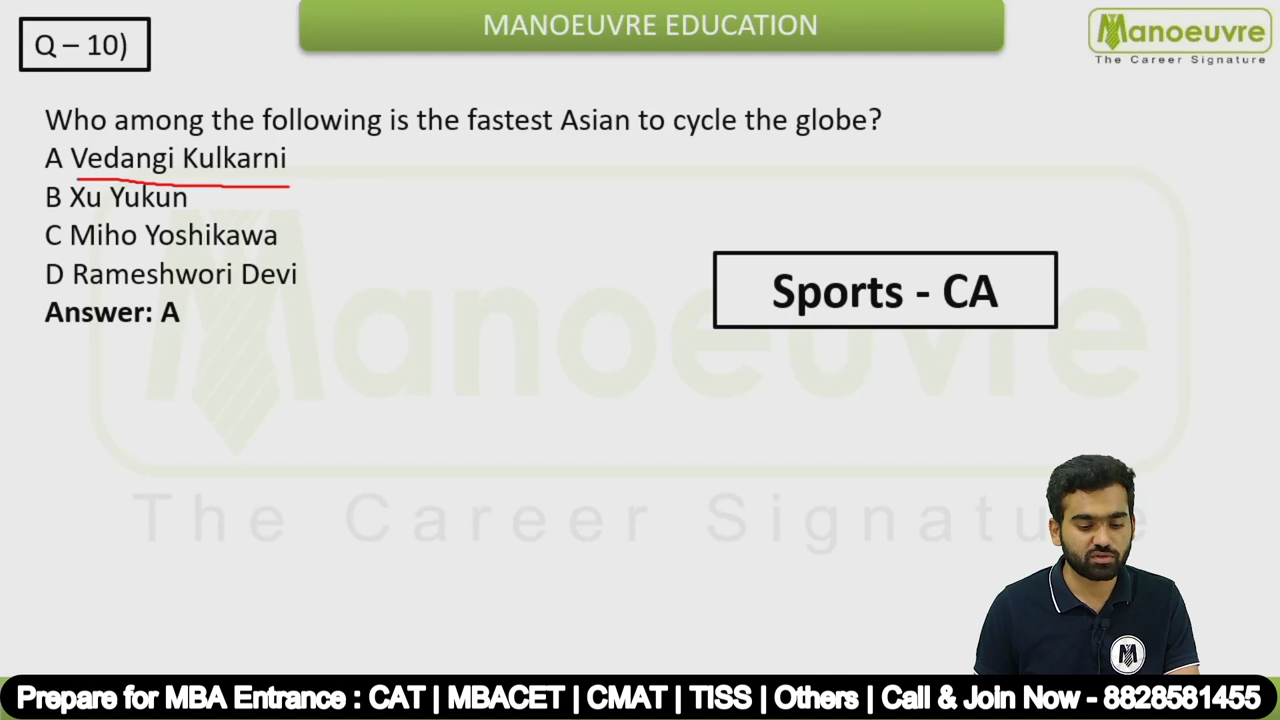 MANOEUVRE EDUCATION
Q – 10)
Manoeuvre
The Career Signature
Who among the following is the fastest Asian to cycle the globe?
A Vedangi Kulkarni
B Xu Yukun
C Miho Yoshikawa
D Rameshwori Devi
Answer: A
Sports - CA
Manoeuvre
The Career Signature
Prepare for MBA Entrance : CAT | MBACET | CMAT | TISS | Others | Call & Join Now - 8828581455